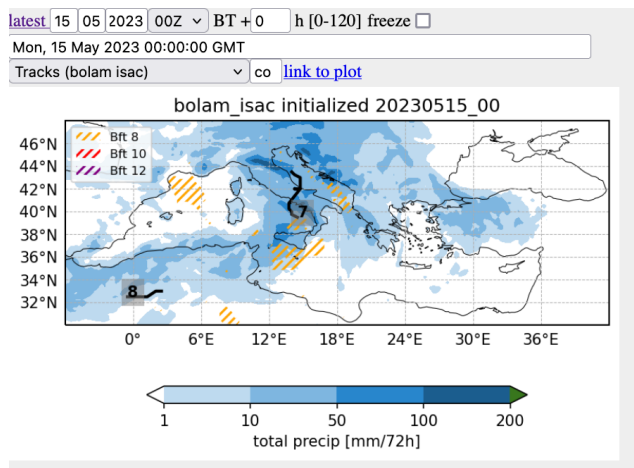 latest 15 05 2023 00Z BT + 0 h [0-120] freeze
Mon, 15 May 2023 00:00:00 GMT
Tracks (bolam isac) co link to plot
bolam_isac initialized 20230515_00
Bft 8
Bft 10
Bft 12
46°N
44°N
42°N
40°N
38°N
36°N
34°N
32°N
7
8
0° 6°E 12°E 18°E 24°E 30°E 36°E
1 10 50 100 200
total precip [mm/72h]